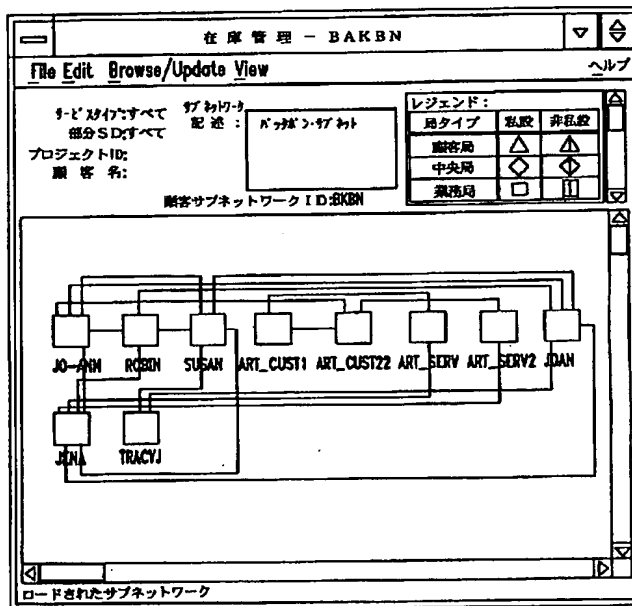 在庫管理 - BAKBN
File Edit Browse/Update View ヘルプ
サービスタイプ:すべて
部分SD:すべて
プロジェクトID:
顧客名:
サブネットワーク
記述:
バックボン・サブネット
顧客サブネットワークID:BKBN
レジェンド:
局タイプ 私設 非私設
顧客局
中央局
業務局
JO-ANN ROBIN SUSAN ART_CUST1 ART_CUST22 ART_SERV ART_SERV2 JOAN
JENA TRACYJ
ロードされたサブネットワーク